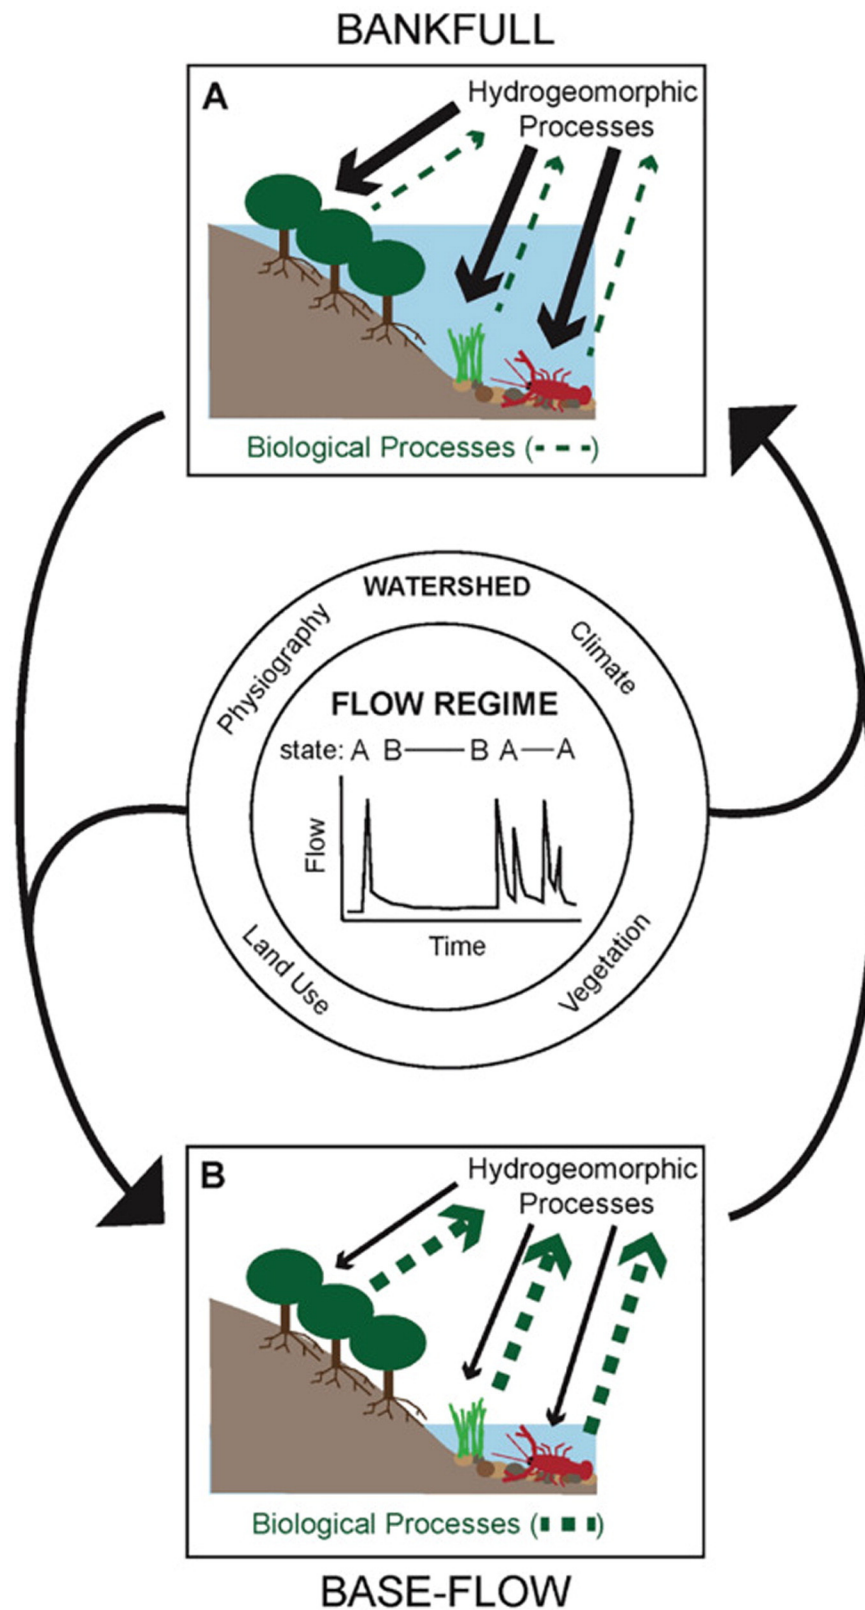 BANKFULL
A
Hydrogeomorphic
Processes
Biological Processes (---)
WATERSHED
Physiography
Climate
FLOW REGIME
state: A B——B A—A
Flow
Time
Land Use
Vegetation
B
Hydrogeomorphic
Processes
Biological Processes (---)
BASE-FLOW